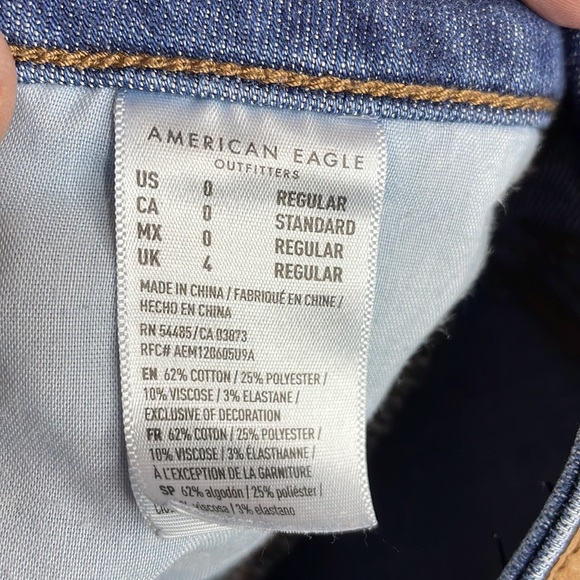 AMERICAN EAGLE
OUTFITTERS
US 0 REGULAR
CA 0 STANDARD
MX 0 REGULAR
UK 4 REGULAR
MADE IN CHINA / FABRIQUÉ EN CHINE /
HECHO EN CHINA
RN 54485 / CA 03873
RFC# AEM120605U9A
EN 62% COTTON / 25% POLYESTER /
10% VISCOSE / 3% ELASTANE /
EXCLUSIVE OF DECORATION
FR 62% COTON / 25% POLYESTER /
10% VISCOSE / 3% ÉLASTHANNE /
À L'EXCEPTION DE LA GARNITURE
SP 62% algodón / 25% poliéster /
viscosa / 3% elastano